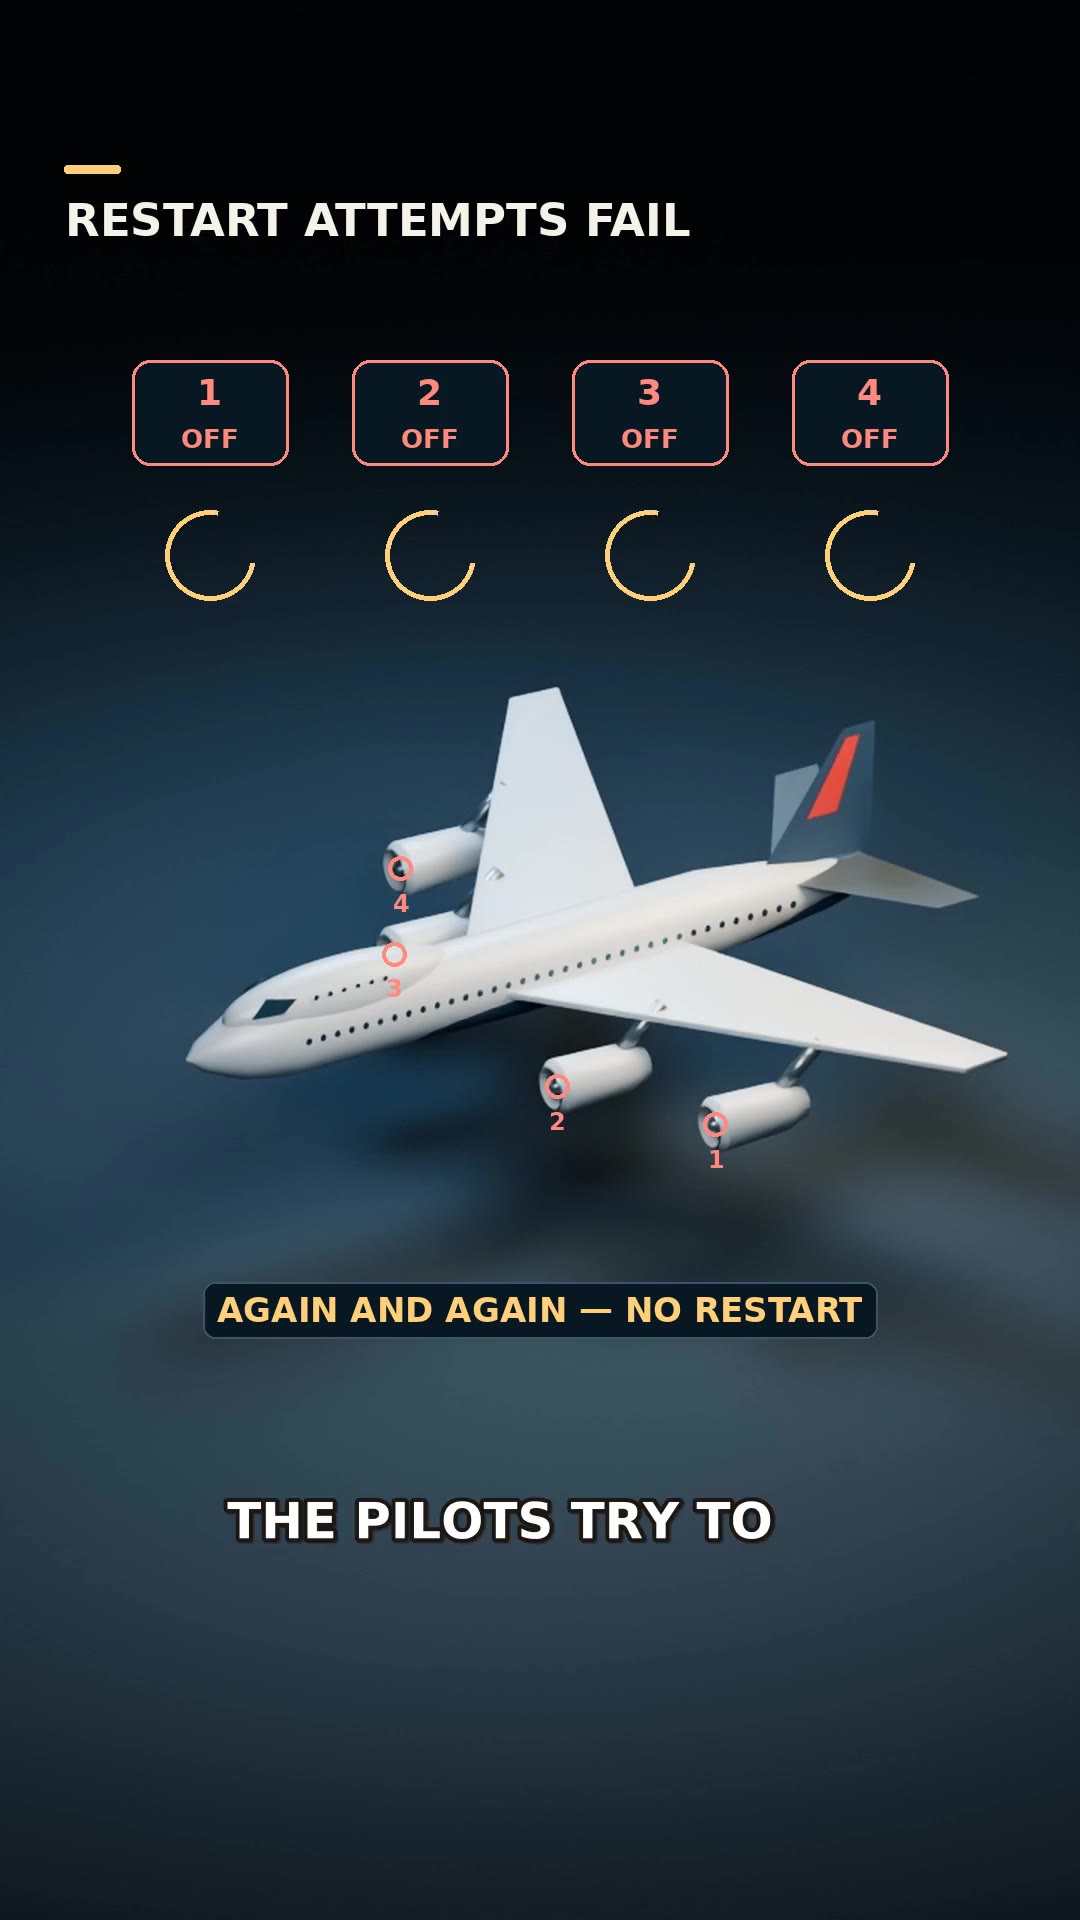 RESTART ATTEMPTS FAIL
1 2 3 4
OFF OFF OFF OFF
4
3
2
1
AGAIN AND AGAIN — NO RESTART
THE PILOTS TRY TO